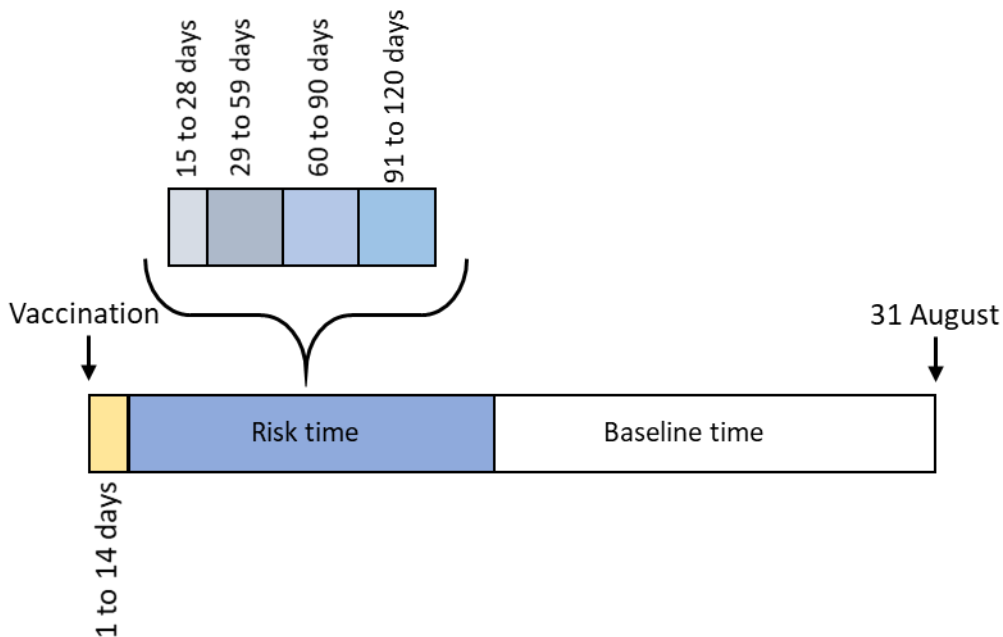 15 to 28 days
29 to 59 days
60 to 90 days
91 to 120 days
Vaccination
31 August
Risk time
Baseline time
1 to 14 days